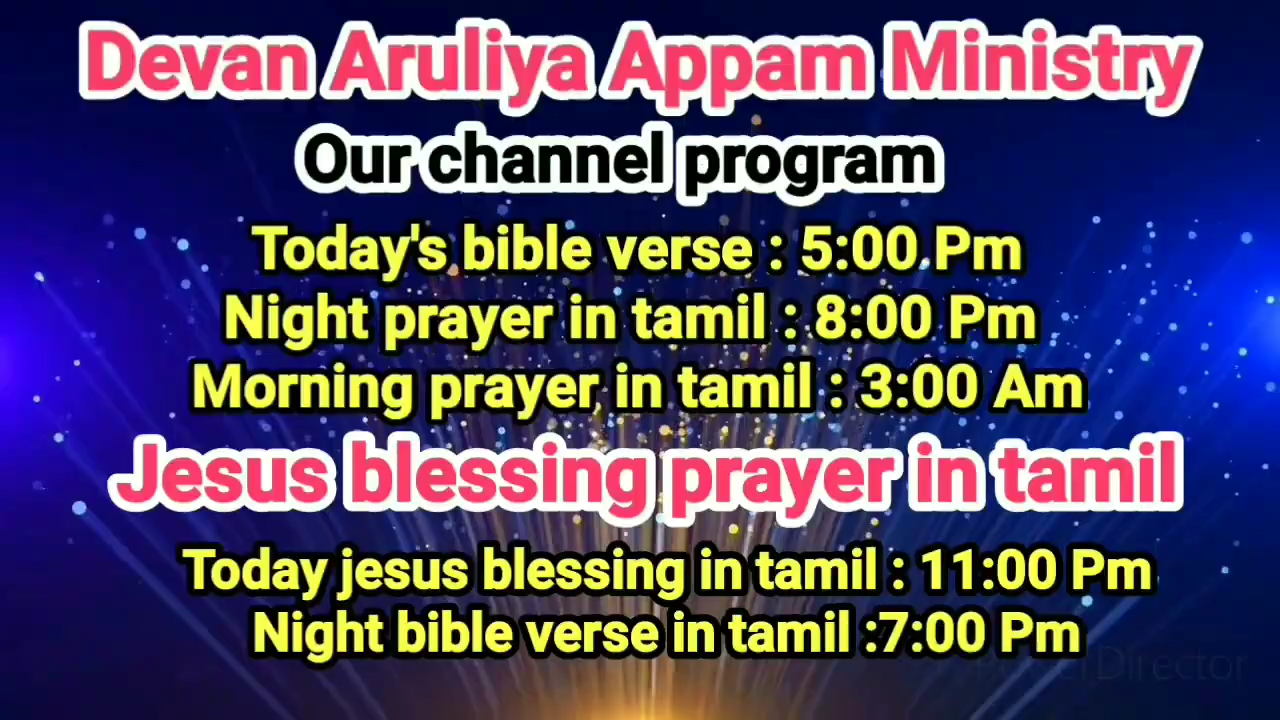 Devan Aruliya Appam Ministry
Our channel program
Today's bible verse : 5:00 Pm
Night prayer in tamil : 8:00 Pm
Morning prayer in tamil : 3:00 Am
Jesus blessing prayer in tamil
Today jesus blessing in tamil : 11:00 Pm
Night bible verse in tamil :7:00 Pm
PowerDirector